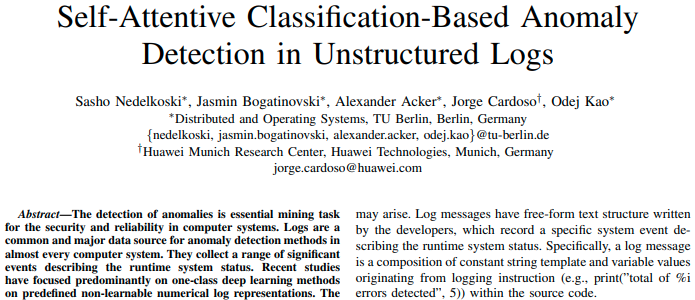 Self-Attentive Classification-Based Anomaly
Detection in Unstructured Logs
Sasho Nedelkoski*, Jasmin Bogatinovski*, Alexander Acker*, Jorge Cardoso†, Odej Kao*
*Distributed and Operating Systems, TU Berlin, Berlin, Germany
{nedelkoski, jasmin.bogatinovski, alexander.acker, odej.kao}@tu-berlin.de
†Huawei Munich Research Center, Huawei Technologies, Munich, Germany
jorge.cardoso@huawei.com
Abstract—The detection of anomalies is essential mining task
for the security and reliability in computer systems. Logs are a
common and major data source for anomaly detection methods in
almost every computer system. They collect a range of significant
events describing the runtime system status. Recent studies
have focused predominantly on one-class deep learning methods
on predefined non-learnable numerical log representations. The
may arise. Log messages have free-form text structure written
by the developers, which record a specific system event de-
scribing the runtime system status. Specifically, a log message
is a composition of constant string template and variable values
originating from logging instruction (e.g., print("total of %i
errors detected", 5)) within the source code.